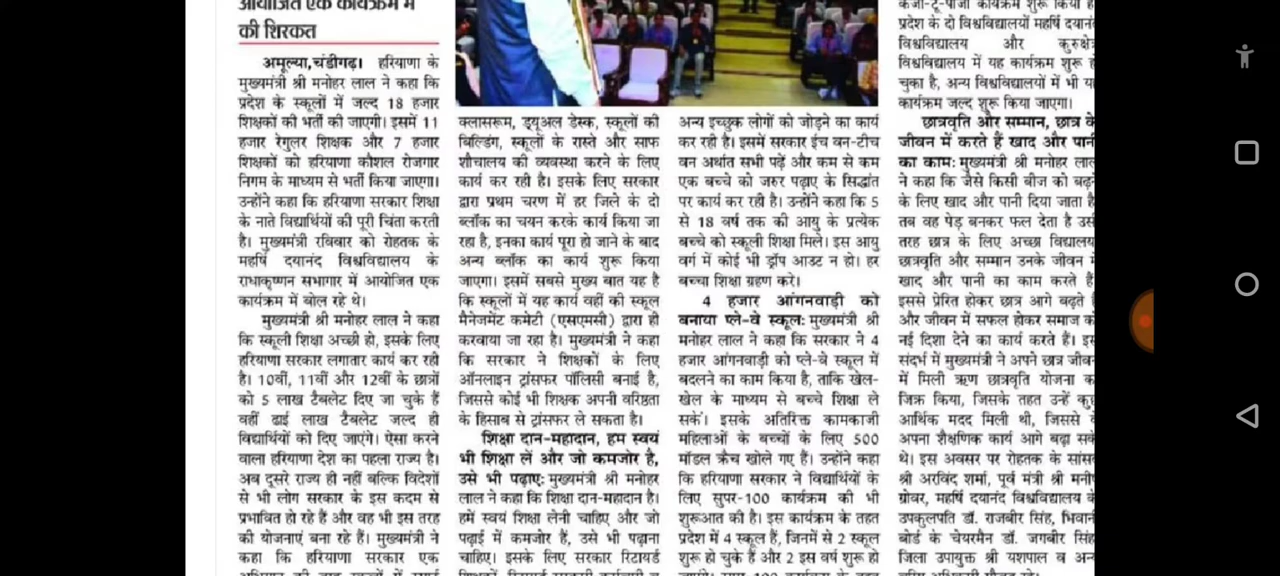 आयोजित एक कार्यक्रम में
की शिरकत
अमूल्या,चंडीगढ़। हरियाणा के
मुख्यमंत्री श्री मनोहर लाल ने कहा कि
प्रदेश के स्कूलों में जल्द 18 हजार
शिक्षकों की भर्ती की जाएगी। इसमें 11
हजार रेगुलर शिक्षक और 7 हजार
शिक्षकों को हरियाणा कौशल रोजगार
निगम के माध्यम से भर्ती किया जाएगा।
उन्होंने कहा कि हरियाणा सरकार शिक्षा
के नाते विद्यार्थियों की पूरी चिंता करती
है। मुख्यमंत्री रविवार को रोहतक के
महर्षि दयानंद विश्वविद्यालय के
राधाकृष्णन सभागार में आयोजित एक
कार्यक्रम में बोल रहे थे।
मुख्यमंत्री श्री मनोहर लाल ने कहा
कि स्कूली शिक्षा अच्छी हो, इसके लिए
हरियाणा सरकार लगातार कार्य कर रही
है। 10वीं, 11वीं और 12वीं के छात्रों
को 5 लाख टैबलेट दिए जा चुके हैं
वहीं ढाई लाख टैबलेट जल्द ही
विद्यार्थियों को दिए जाएंगे। ऐसा करने
वाला हरियाणा देश का पहला राज्य है।
अब दूसरे राज्य ही नहीं बल्कि विदेशों
से भी लोग सरकार के इस कदम से
प्रभावित हो रहे हैं और वह भी इस तरह
की योजनाएं बना रहे हैं। मुख्यमंत्री ने
कहा कि हरियाणा सरकार एक
क्लासरूम, ड्यूअल डेस्क, स्कूलों की
बिल्डिंग, स्कूलों के रास्ते और साफ
शौचालय की व्यवस्था करने के लिए
कार्य कर रही है। इसके लिए सरकार
द्वारा प्रथम चरण में हर जिले के दो
ब्लॉक का चयन करके कार्य किया जा
रहा है, इनका कार्य पूरा हो जाने के बाद
अन्य ब्लॉक का कार्य शुरू किया
जाएगा। इसमें सबसे मुख्य बात यह है
कि स्कूलों में यह कार्य वहीं की स्कूल
मैनेजमेंट कमेटी (एसएमसी) द्वारा ही
करवाया जा रहा है। मुख्यमंत्री ने कहा
कि सरकार ने शिक्षकों के लिए
ऑनलाइन ट्रांसफर पॉलिसी बनाई है,
जिससे कोई भी शिक्षक अपनी वरिष्ठता
के हिसाब से ट्रांसफर ले सकता है।
शिक्षा दान-महादान, हम स्वयं
भी शिक्षा लें और जो कमजोर है,
उसे भी पढ़ाए: मुख्यमंत्री श्री मनोहर
लाल ने कहा कि शिक्षा दान-महादान है।
हमें स्वयं शिक्षा लेनी चाहिए और जो
पढ़ाई में कमजोर हैं, उसे भी पढ़ाना
चाहिए। इसके लिए सरकार रिटायर्ड
अन्य इच्छुक लोगों को जोड़ने का कार्य
कर रही है। इसमें सरकार ईच वन-टीच
वन अर्थात सभी पढ़ें और कम से कम
एक बच्चे को जरुर पढ़ाए के सिद्धांत
पर कार्य कर रही है। उन्होंने कहा कि 5
से 18 वर्ष तक की आयु के प्रत्येक
बच्चे को स्कूली शिक्षा मिले। इस आयु
वर्ग में कोई भी ड्रॉप आउट न हो। हर
बच्चा शिक्षा ग्रहण करे।
4 हजार आंगनवाड़ी को
बनाया प्ले-वे स्कूल: मुख्यमंत्री श्री
मनोहर लाल ने कहा कि सरकार ने 4
हजार आंगनवाड़ी को प्ले-वे स्कूल में
बदलने का काम किया है, ताकि खेल-
खेल के माध्यम से बच्चे शिक्षा ले
सकें। इसके अतिरिक्त कामकाजी
महिलाओं के बच्चों के लिए 500
मॉडल क्रैच खोले गए हैं। उन्होंने कहा
कि हरियाणा सरकार ने विद्यार्थियों के
लिए सुपर-100 कार्यक्रम की भी
शुरूआत की है। इस कार्यक्रम के तहत
प्रदेश में 4 स्कूल हैं, जिनमें से 2 स्कूल
शुरू हो चुके हैं और 2 इस वर्ष शुरू हो
केजी-टू-पीजी कार्यक्रम शुरू किया है
प्रदेश के दो विश्वविद्यालयों महर्षि दयानंद
विश्वविद्यालय और कुरुक्षेत्र
विश्वविद्यालय में यह कार्यक्रम शुरू हो
चुका है, अन्य विश्वविद्यालयों में भी यह
कार्यक्रम जल्द शुरू किया जाएगा।
छात्रवृति और सम्मान, छात्र के
जीवन में करते हैं खाद और पानी
का काम: मुख्यमंत्री श्री मनोहर लाल
ने कहा कि जैसे किसी बीज को बढ़ने
के लिए खाद और पानी दिया जाता है
तब वह पेड़ बनकर फल देता है उसी
तरह छात्र के लिए अच्छा विद्यालय
छात्रवृति और सम्मान उनके जीवन में
खाद और पानी का काम करते हैं
इससे प्रेरित होकर छात्र आगे बढ़ते हैं
और जीवन में सफल होकर समाज को
नई दिशा देने का कार्य करते हैं। इस
संदर्भ में मुख्यमंत्री ने अपने छात्र जीवन
में मिली ऋण छात्रवृति योजना का
जिक्र किया, जिसके तहत उन्हें कुछ
आर्थिक मदद मिली थी, जिससे वे
अपना शैक्षणिक कार्य आगे बढ़ा सके
थे। इस अवसर पर रोहतक के सांसद
श्री अरविंद शर्मा, पूर्व मंत्री श्री मनीष
ग्रोवर, महर्षि दयानंद विश्वविद्यालय के
उपकुलपति डॉ. राजबीर सिंह, भिवानी
बोर्ड के चेयरमैन डॉ. जगबीर सिंह
जिला उपायुक्त श्री यशपाल व अन्य